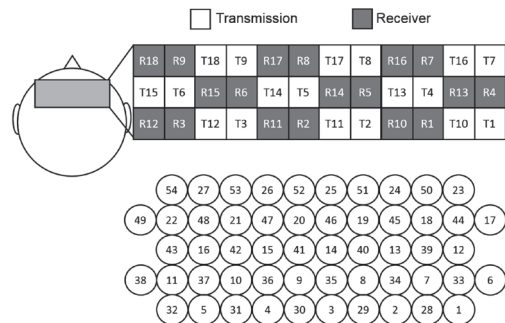 Transmission Receiver
R18 R9 T18 T9 R17 R8 T17 T8 R16 R7 T16 T7
T15 T6 R15 R6 T14 T5 R14 R5 T13 T4 R13 R4
R12 R3 T12 T3 R11 R2 T11 T2 R10 R1 T10 T1
54 27 53 26 52 25 51 24 50 23
49 22 48 21 47 20 46 19 45 18 44 17
43 16 42 15 41 14 40 13 39 12
38 11 37 10 36 9 35 8 34 7 33 6
32 5 31 4 30 3 29 2 28 1